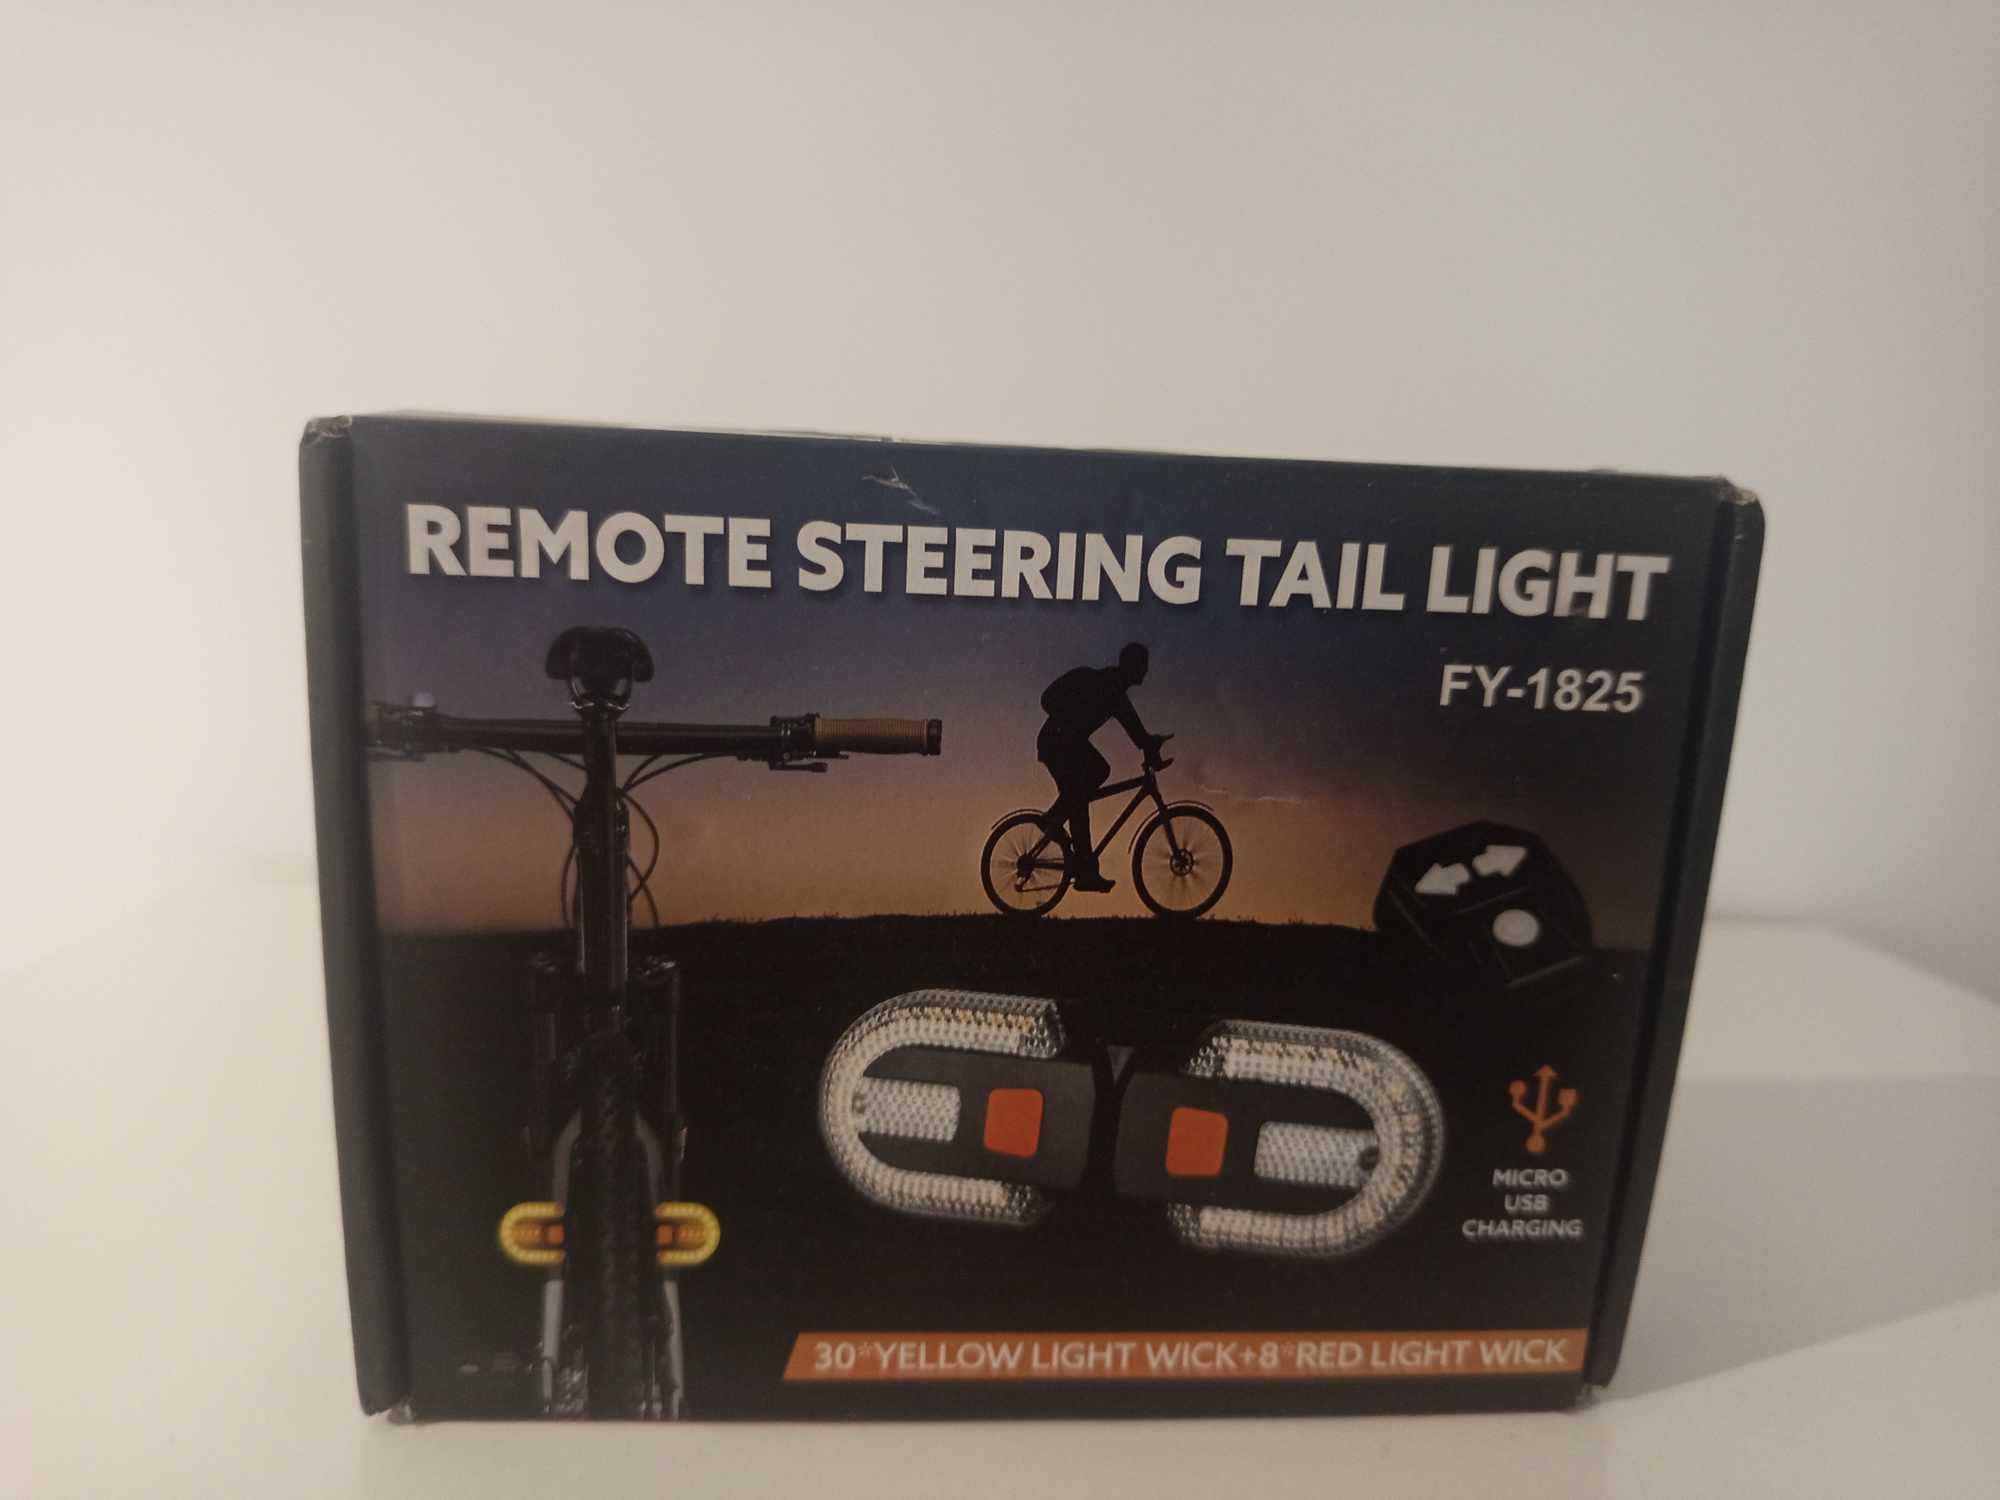 REMOTE STEERING TAIL LIGHT
FY-1825
MICRO
USB
CHARGING
30*YELLOW LIGHT WICK+8*RED LIGHT WICK